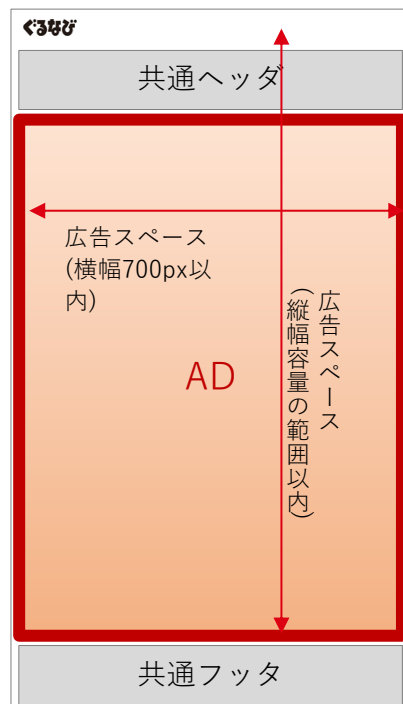 ぐるなび
共通ヘッダ
広告スペース
(横幅700px以
内)
広告スペース
(縦幅容量の範囲以内)
AD
共通フッタ